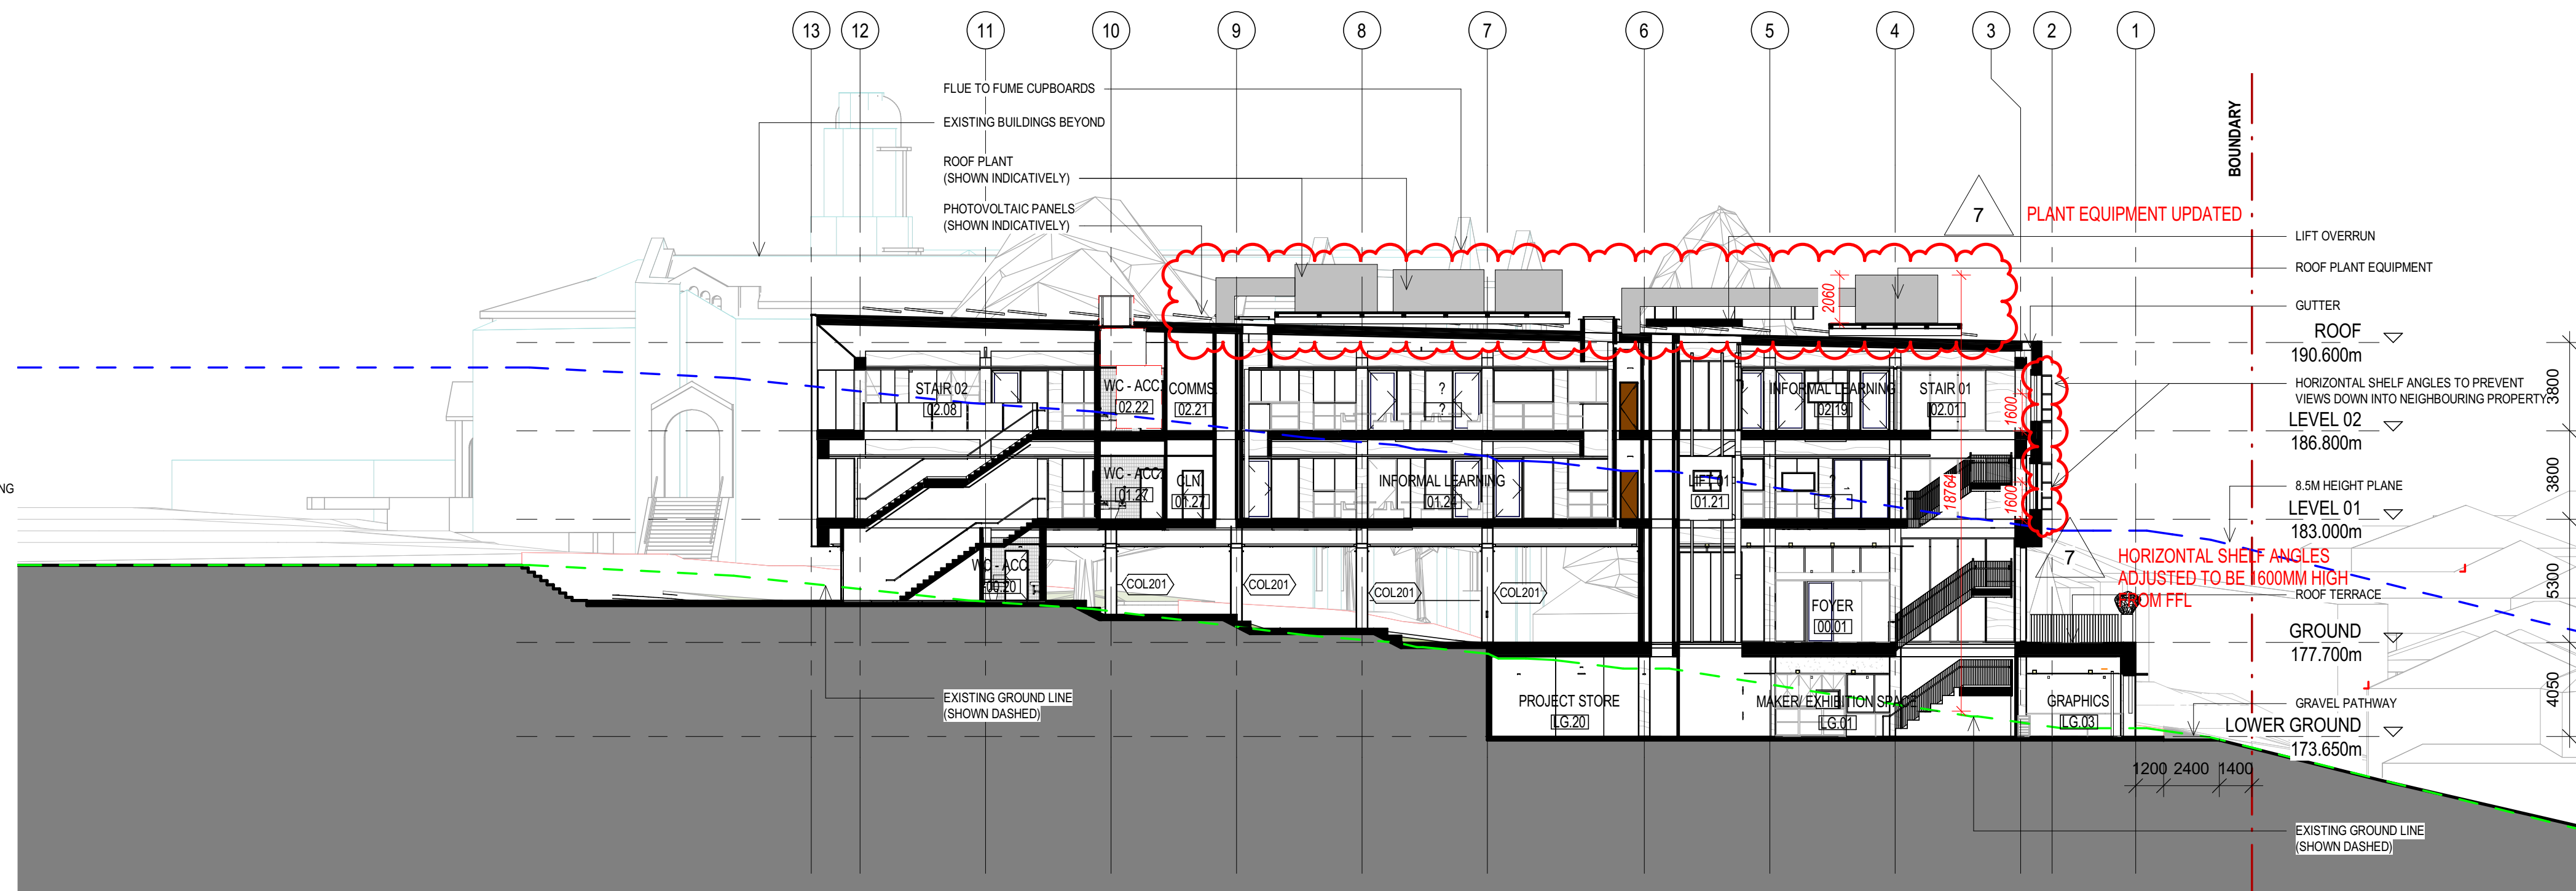 13
12
11
10
9
8
7
6
5
4
3
2
1
FLUE TO FUME CUPBOARDS
EXISTING BUILDINGS BEYOND
ROOF PLANT
(SHOWN INDICATIVELY)
PHOTOVOLTAIC PANELS
(SHOWN INDICATIVELY)
BOUNDARY
7
PLANT EQUIPMENT UPDATED
LIFT OVERRUN
ROOF PLANT EQUIPMENT
GUTTER
2060
ROOF
190.600m
HORIZONTAL SHELF ANGLES TO PREVENT
VIEWS DOWN INTO NEIGHBOURING PROPERTY
3800
LEVEL 02
186.800m
STAIR 02
02.08
WC - ACC.
02.22
COMMS
02.21
?
?
INFORMAL LEARNING
02.19
STAIR 01
02.01
1600
NG
WC - ACC.
01.27
CLN.
01.27
INFORMAL LEARNING
01.24
LIFT 01
01.21
?
18764
1600
8.5M HEIGHT PLANE
3800
LEVEL 01
183.000m
7
HORIZONTAL SHELF ANGLES
ADJUSTED TO BE 1600MM HIGH
FROM FFL
ROOF TERRACE
5300
WC - ACC.
00.20
COL201
COL201
COL201
COL201
FOYER
00.01
GROUND
177.700m
EXISTING GROUND LINE
(SHOWN DASHED)
PROJECT STORE
LG.20
MAKER/ EXHIBITION SPACE
LG.01
GRAPHICS
LG.03
4050
GRAVEL PATHWAY
LOWER GROUND
173.650m
1200
2400
1400
EXISTING GROUND LINE
(SHOWN DASHED)